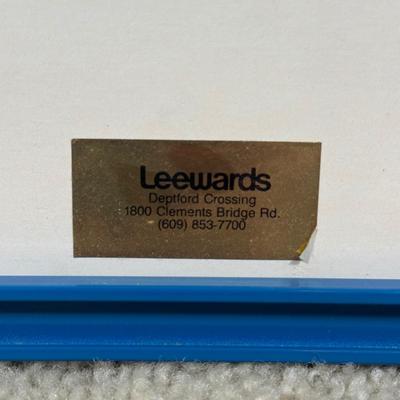 Leewards
Deptford Crossing
1800 Clements Bridge Rd.
(609) 853-7700